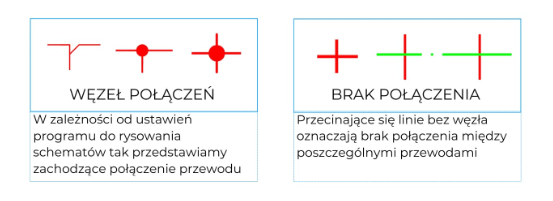 WĘZEŁ POŁĄCZEŃ
W zależności od ustawień
programu do rysowania
schematów tak przedstawiamy
zachodzące połączenie przewodu
BRAK POŁĄCZENIA
Przecinające się linie bez węzła
oznaczają brak połączenia między
poszczególnymi przewodami